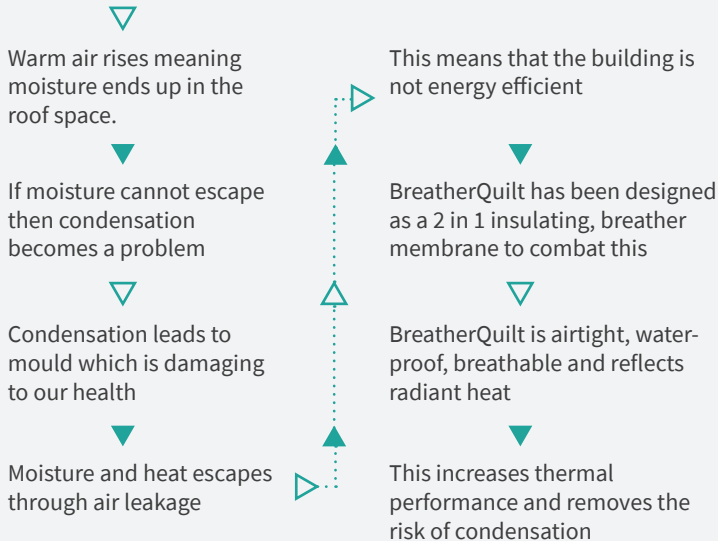 Warm air rises meaning
moisture ends up in the
roof space.
If moisture cannot escape
then condensation
becomes a problem
Condensation leads to
mould which is damaging
to our health
Moisture and heat escapes
through air leakage
This means that the building is
not energy efficient
BreatherQuilt has been designed
as a 2 in 1 insulating, breather
membrane to combat this
BreatherQuilt is airtight, water-
proof, breathable and reflects
radiant heat
This increases thermal
performance and removes the
risk of condensation